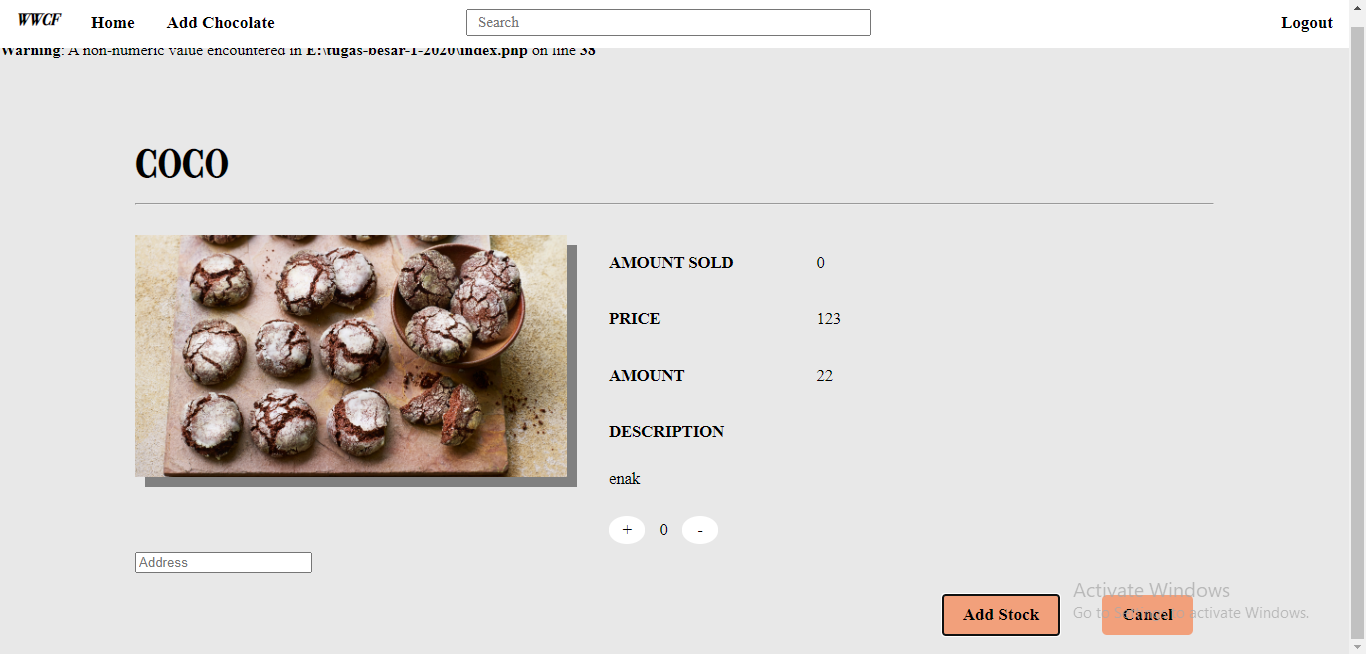 WWCF Home Add Chocolate Search Logout
Warning: A non-numeric value encountered in E:\tugas-besar-1-2020\index.php on line 38
COCO
AMOUNT SOLD 0
PRICE 123
AMOUNT 22
DESCRIPTION
enak
+ 0 -
Address
Activate Windows
Go to Settings to activate Windows.
Add Stock Cancel